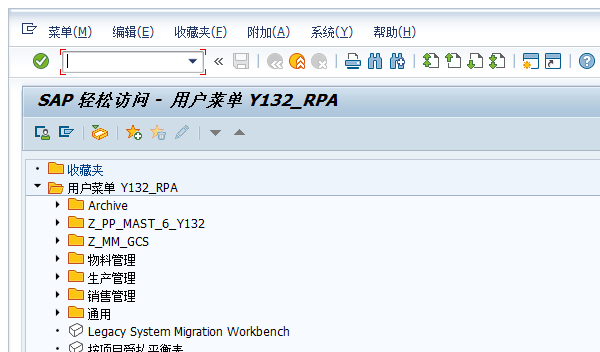 菜单(M) 编辑(E) 收藏夹(F) 附加(A) 系统(Y) 帮助(H)
SAP 轻松访问 - 用户菜单 Y132_RPA
收藏夹
用户菜单 Y132_RPA
Archive
Z_PP_MAST_6_Y132
Z_MM_GCS
物料管理
生产管理
销售管理
通用
Legacy System Migration Workbench